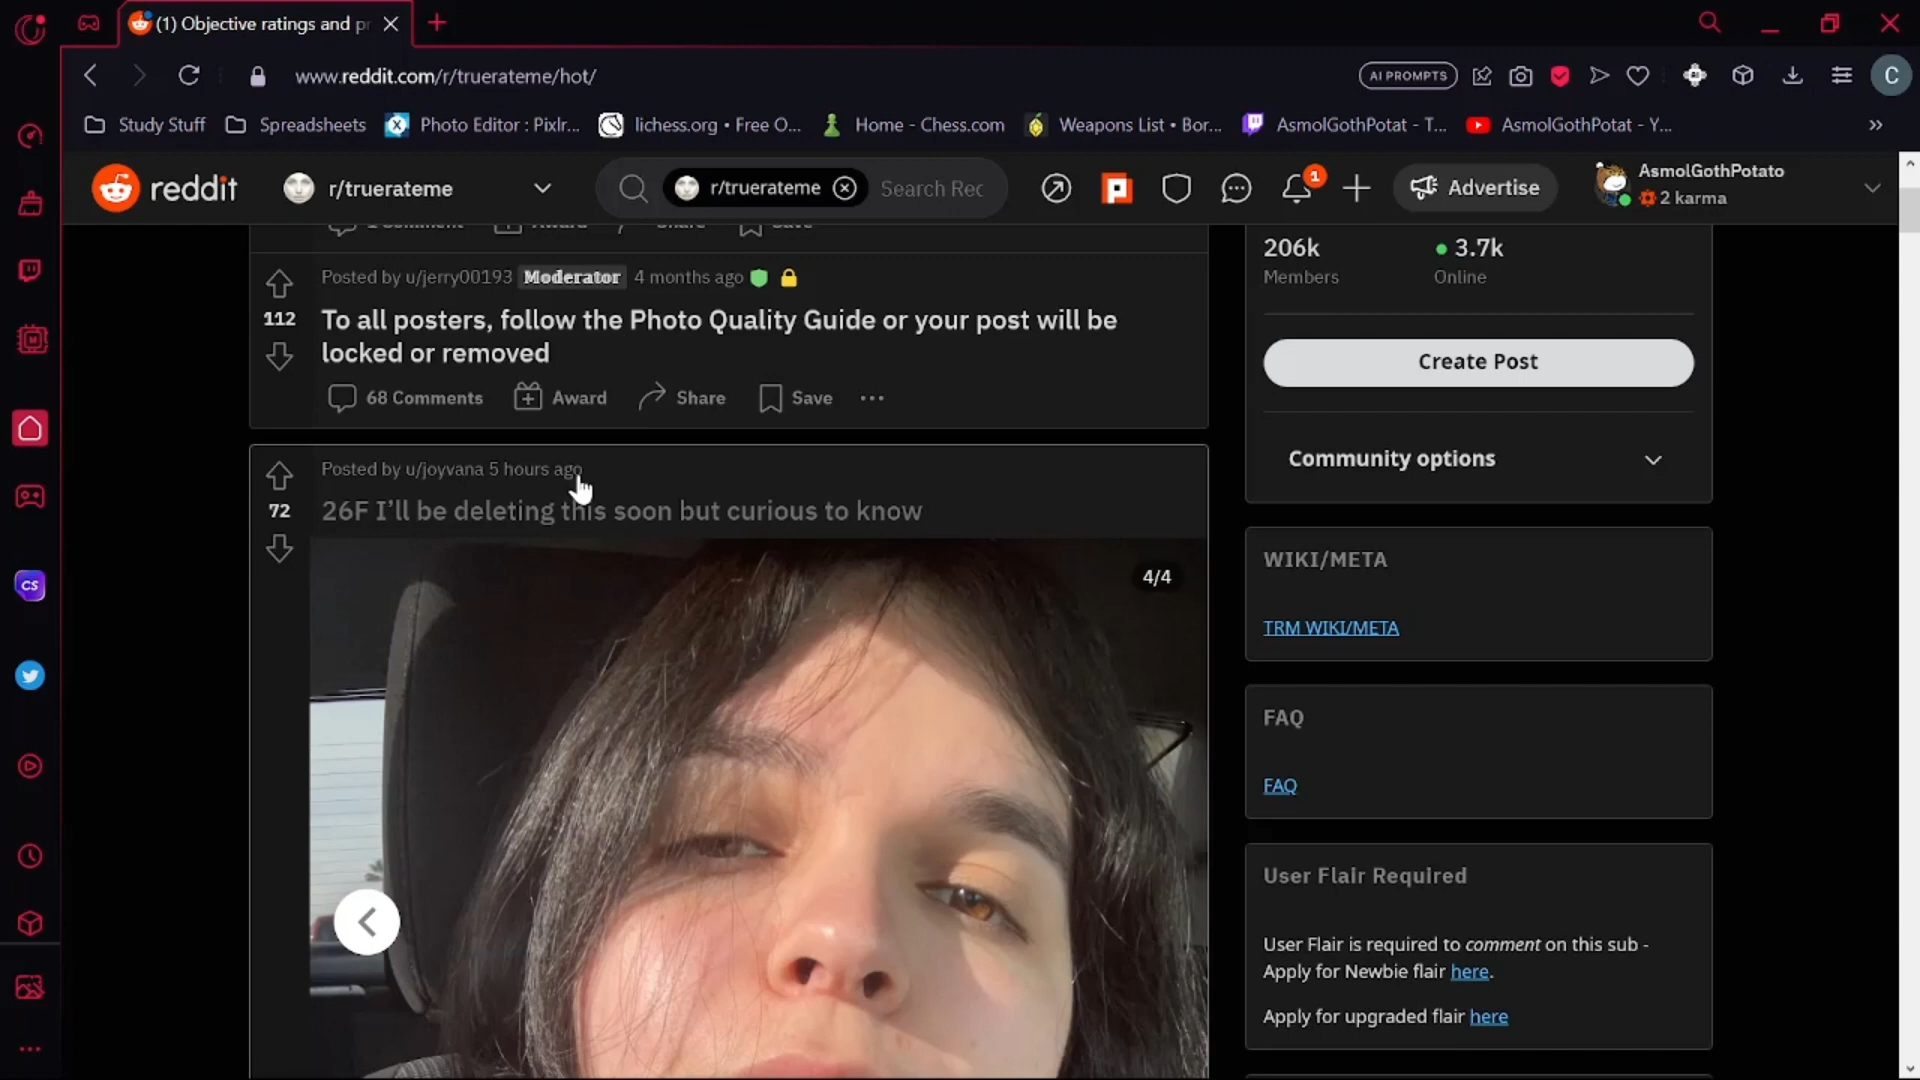 (1) Objective ratings and pr
www.reddit.com/r/truerateme/hot/
AI PROMPTS
C
Study Stuff
Spreadsheets
Photo Editor : Pixlr...
lichess.org • Free O...
Home - Chess.com
Weapons List • Bor...
AsmolGothPotat - T...
AsmolGothPotat - Y...
reddit
r/truerateme
r/truerateme
Search Rec
1
Advertise
AsmolGothPotato
2 karma
Posted by u/jerry00193 Moderator 4 months ago
112
To all posters, follow the Photo Quality Guide or your post will be
locked or removed
68 Comments
Award
Share
Save
Posted by u/joyvana 5 hours ago
72
26F I’ll be deleting this soon but curious to know
4/4
206k
3.7k
Members
Online
Create Post
Community options
WIKI/META
TRM WIKI/META
FAQ
FAQ
User Flair Required
User Flair is required to comment on this sub -
Apply for Newbie flair here.
Apply for upgraded flair here
CS